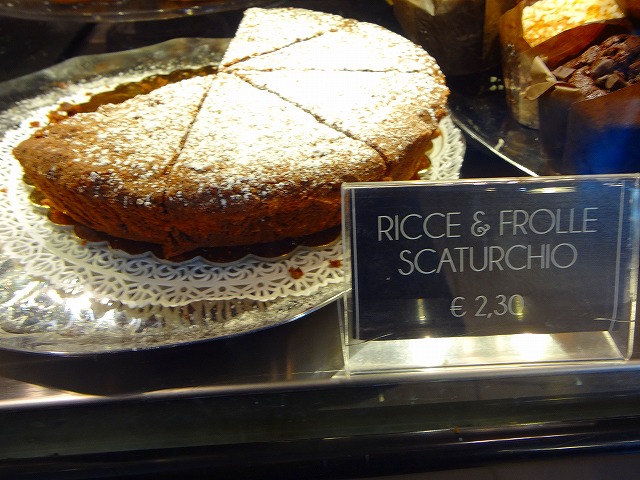 RICCE & FROLLE
SCATURCHIO
€ 2,30